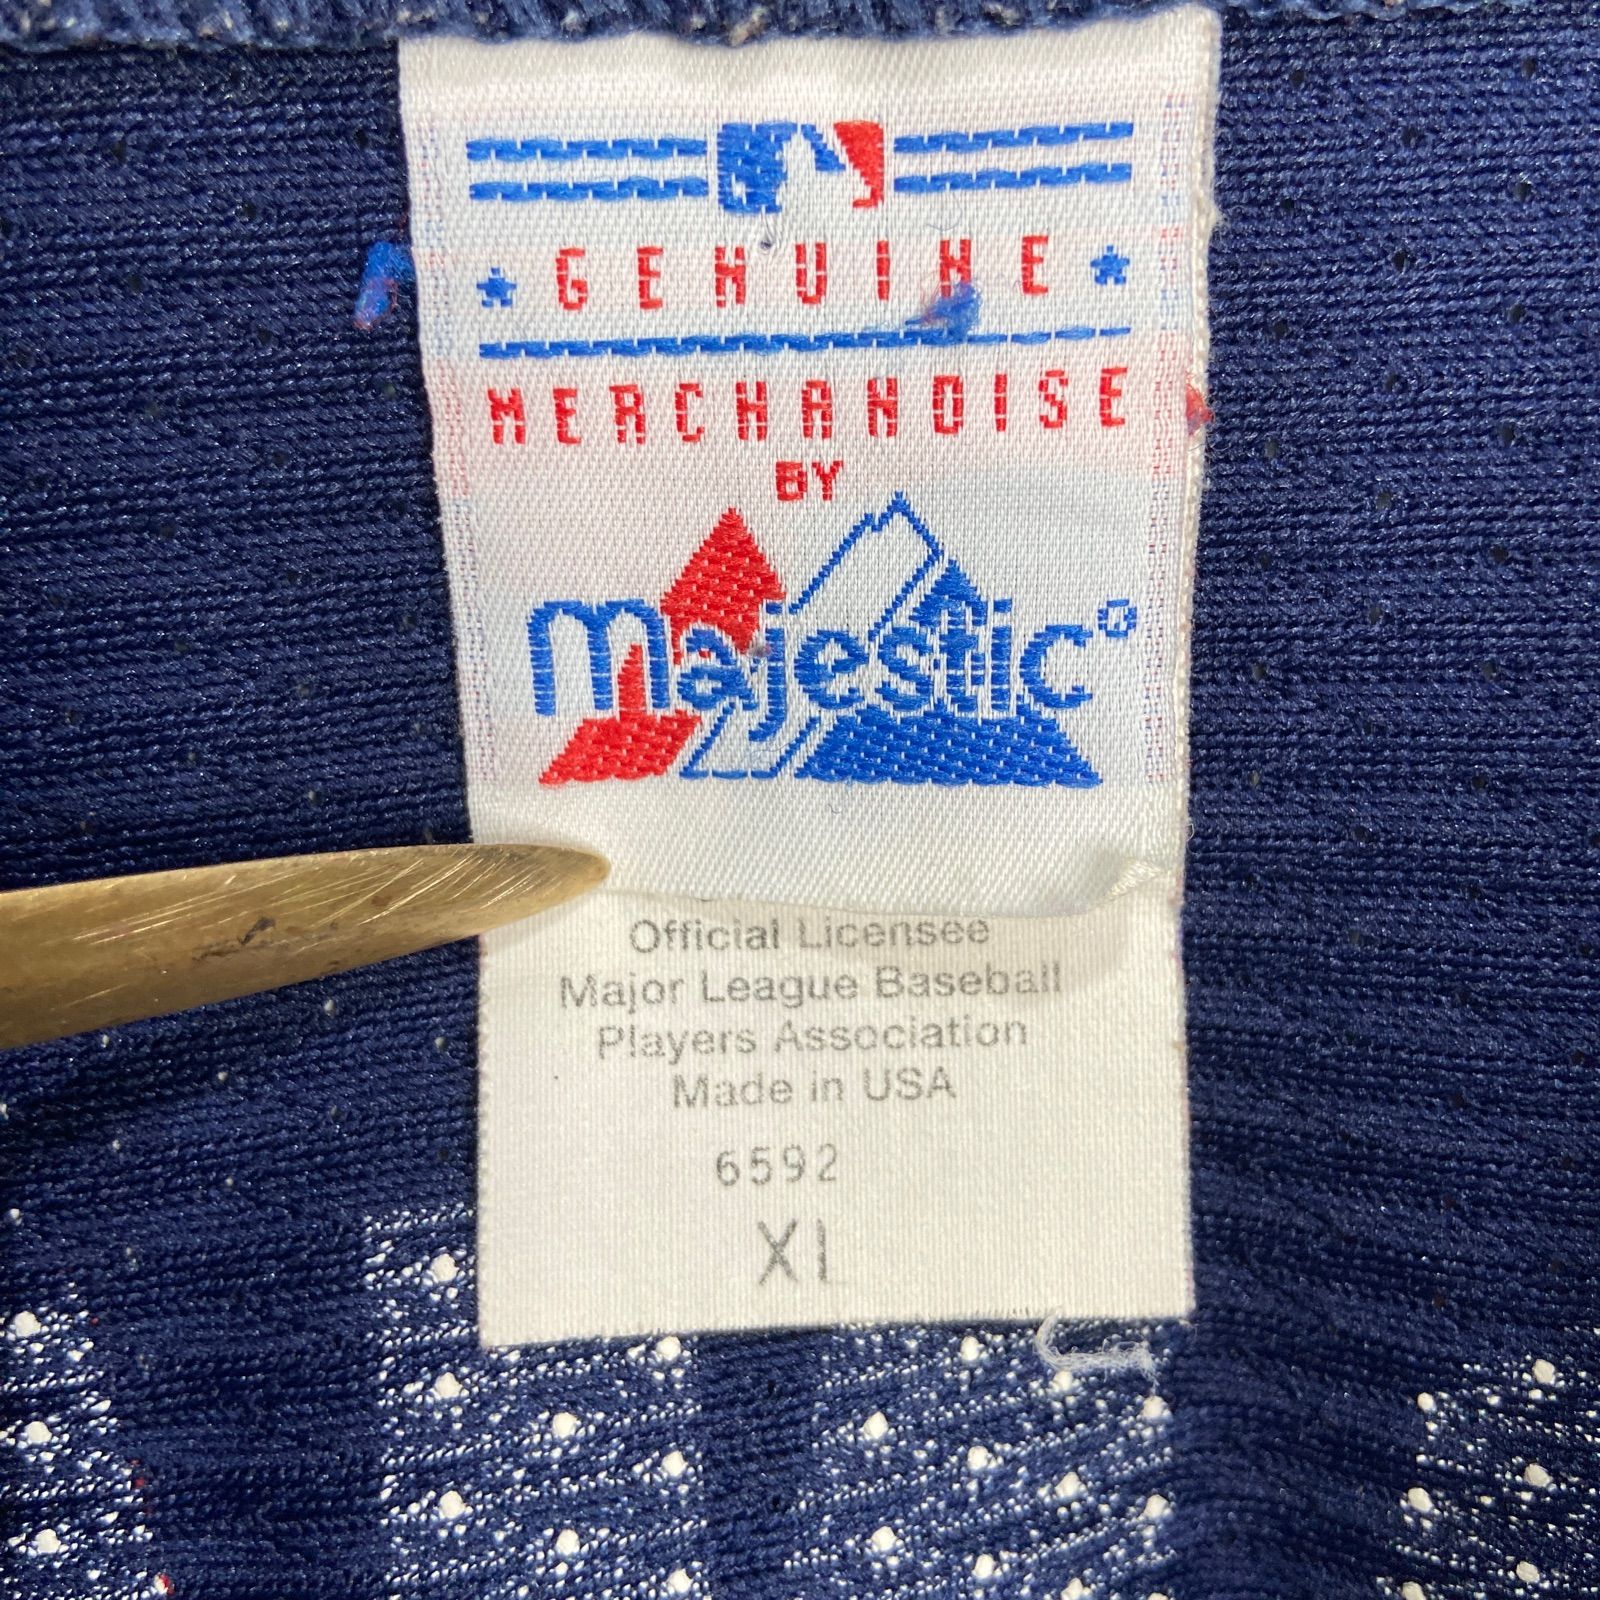 GENUINE
MERCHANDISE
BY
majestic®
Official Licensee
Major League Baseball
Players Association
Made in USA
6592
XL